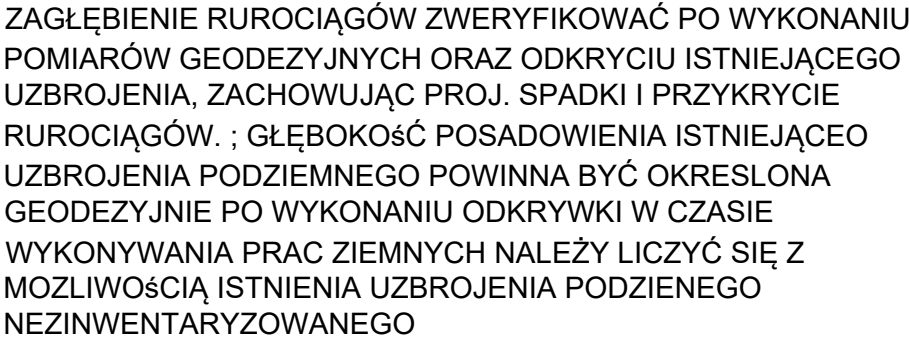 ZAGŁĘBIENIE RUROCIĄGÓW ZWERYFIKOWAĆ PO WYKONANIU
POMIARÓW GEODEZYJNYCH ORAZ ODKRYCIU ISTNIEJĄCEGO
UZBROJENIA, ZACHOWUJĄC PROJ. SPADKI I PRZYKRYCIE
RUROCIĄGÓW. ; GŁĘBOKOśĆ POSADOWIENIA ISTNIEJĄCEO
UZBROJENIA PODZIEMNEGO POWINNA BYĆ OKRESLONA
GEODEZYJNIE PO WYKONANIU ODKRYWKI W CZASIE
WYKONYWANIA PRAC ZIEMNYCH NALEŻY LICZYĆ SIĘ Z
MOZLIWOśCIĄ ISTNIENIA UZBROJENIA PODZIENEGO
NEZINWENTARYZOWANEGO